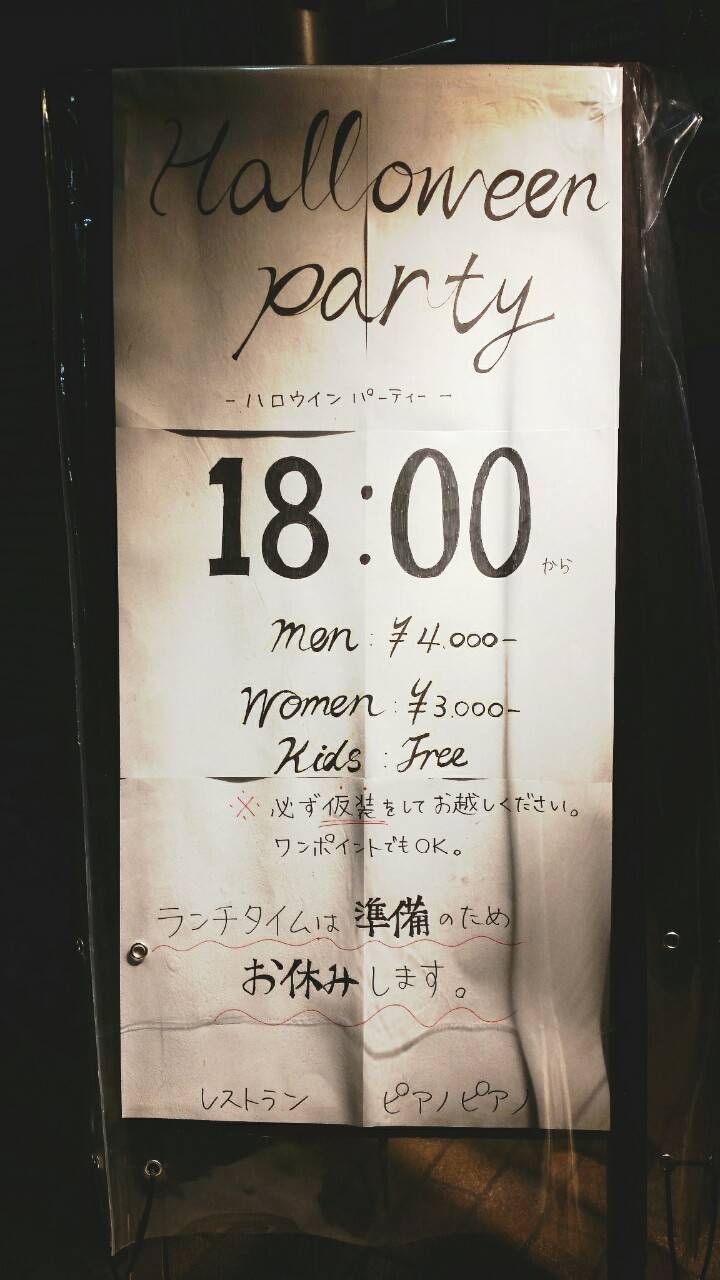 Halloween
party
- ハロウイン パーティー -
18:00 から
men : ¥4.000-
Women : ¥3.000-
Kids : Free
※ 必ず仮装をしてお越しください。
ワンポイントでもOK。
ランチタイムは準備のため
お休みします。
レストラン ピアノピアノ